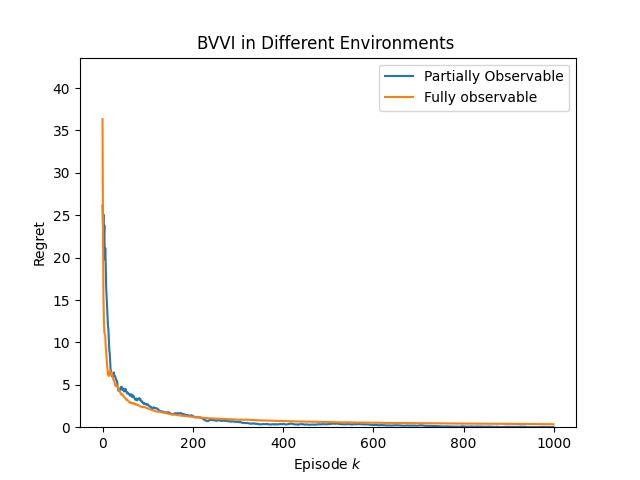 BVVI in Different Environments
Partially Observable
Fully observable
Regret
40
35
30
25
20
15
10
5
0
0 200 400 600 800 1000
Episode k